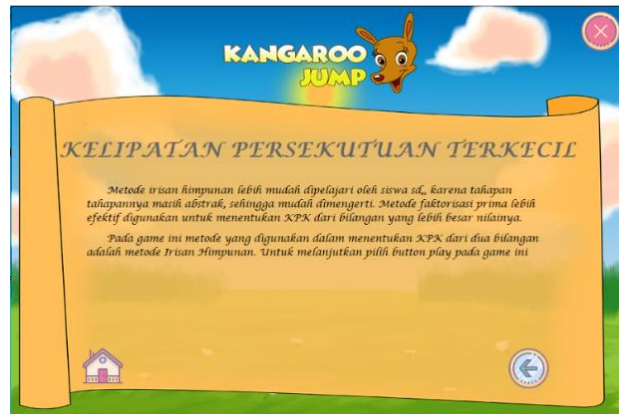 KANGAROO
JUMP
KELIPATAN PERSEKUTUAN TERKECIL
Metode irisan himpunan lebih mudah dipelajari oleh siswa sd,, karena tahapan
tahapannya masih abstrak, sehingga mudah dimengerti. Metode faktorisasi prima lebih
efektif digunakan untuk menentukan KPK dari bilangan yang lebih besar nilainya.
Pada game ini metode yang digunakan dalam menentukan KPK dari dua bilangan
adalah metode Irisan Himpunan. Untuk melanjutkan pilih button play pada game ini